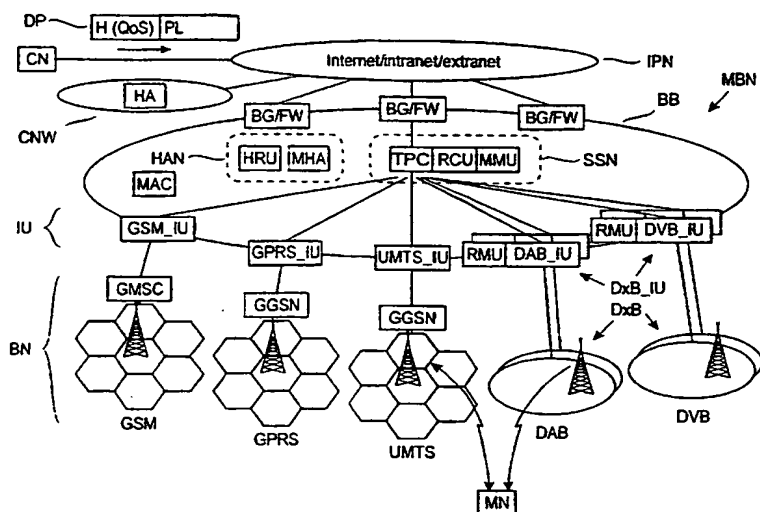 DP
H (QoS) PL
CN
Internet/intranet/extranet
IPN
HA
MBN
BB
CNW
BG/FW
BG/FW
BG/FW
HAN
HRU
MHA
TPC
RCU
MMU
SSN
MAC
IU
GSM_IU
GPRS_IU
UMTS_IU
RMU
DAB_IU
RMU
DVB_IU
DxB_IU
DxB
BN
GMSC
GGSN
GGSN
GSM
GPRS
UMTS
DAB
DVB
MN